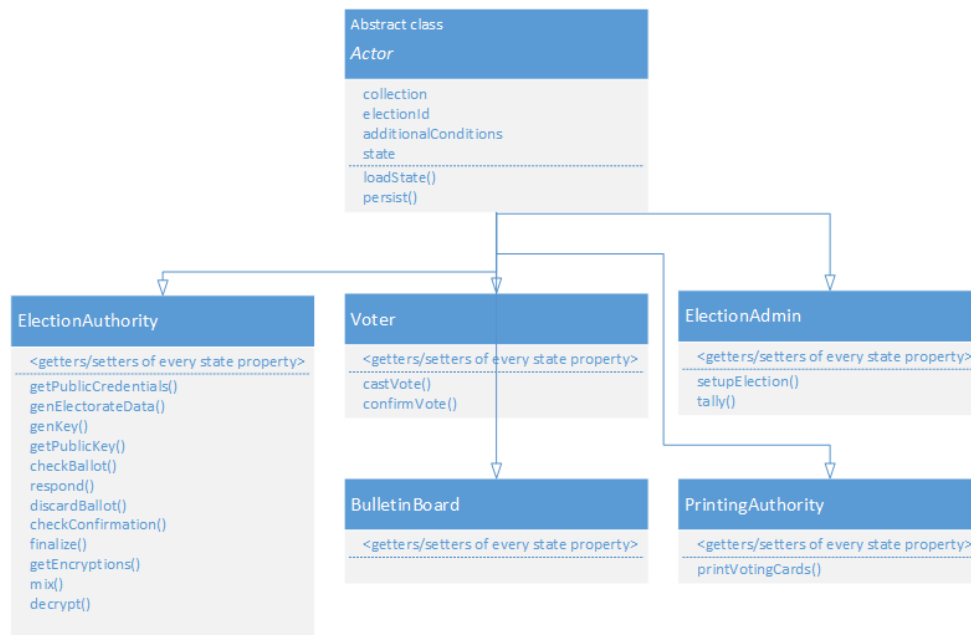 Abstract class
Actor
collection
electionId
additionalConditions
state
loadState()
persist()
ElectionAuthority
<getters/setters of every state property>
getPublicCredentials()
genElectorateData()
genKey()
getPublicKey()
checkBallot()
respond()
discardBallot()
checkConfirmation()
finalize()
getEncryptions()
mix()
decrypt()
Voter
<getters/setters of every state property>
castVote()
confirmVote()
ElectionAdmin
<getters/setters of every state property>
setupElection()
tally()
BulletinBoard
<getters/setters of every state property>
PrintingAuthority
<getters/setters of every state property>
printVotingCards()